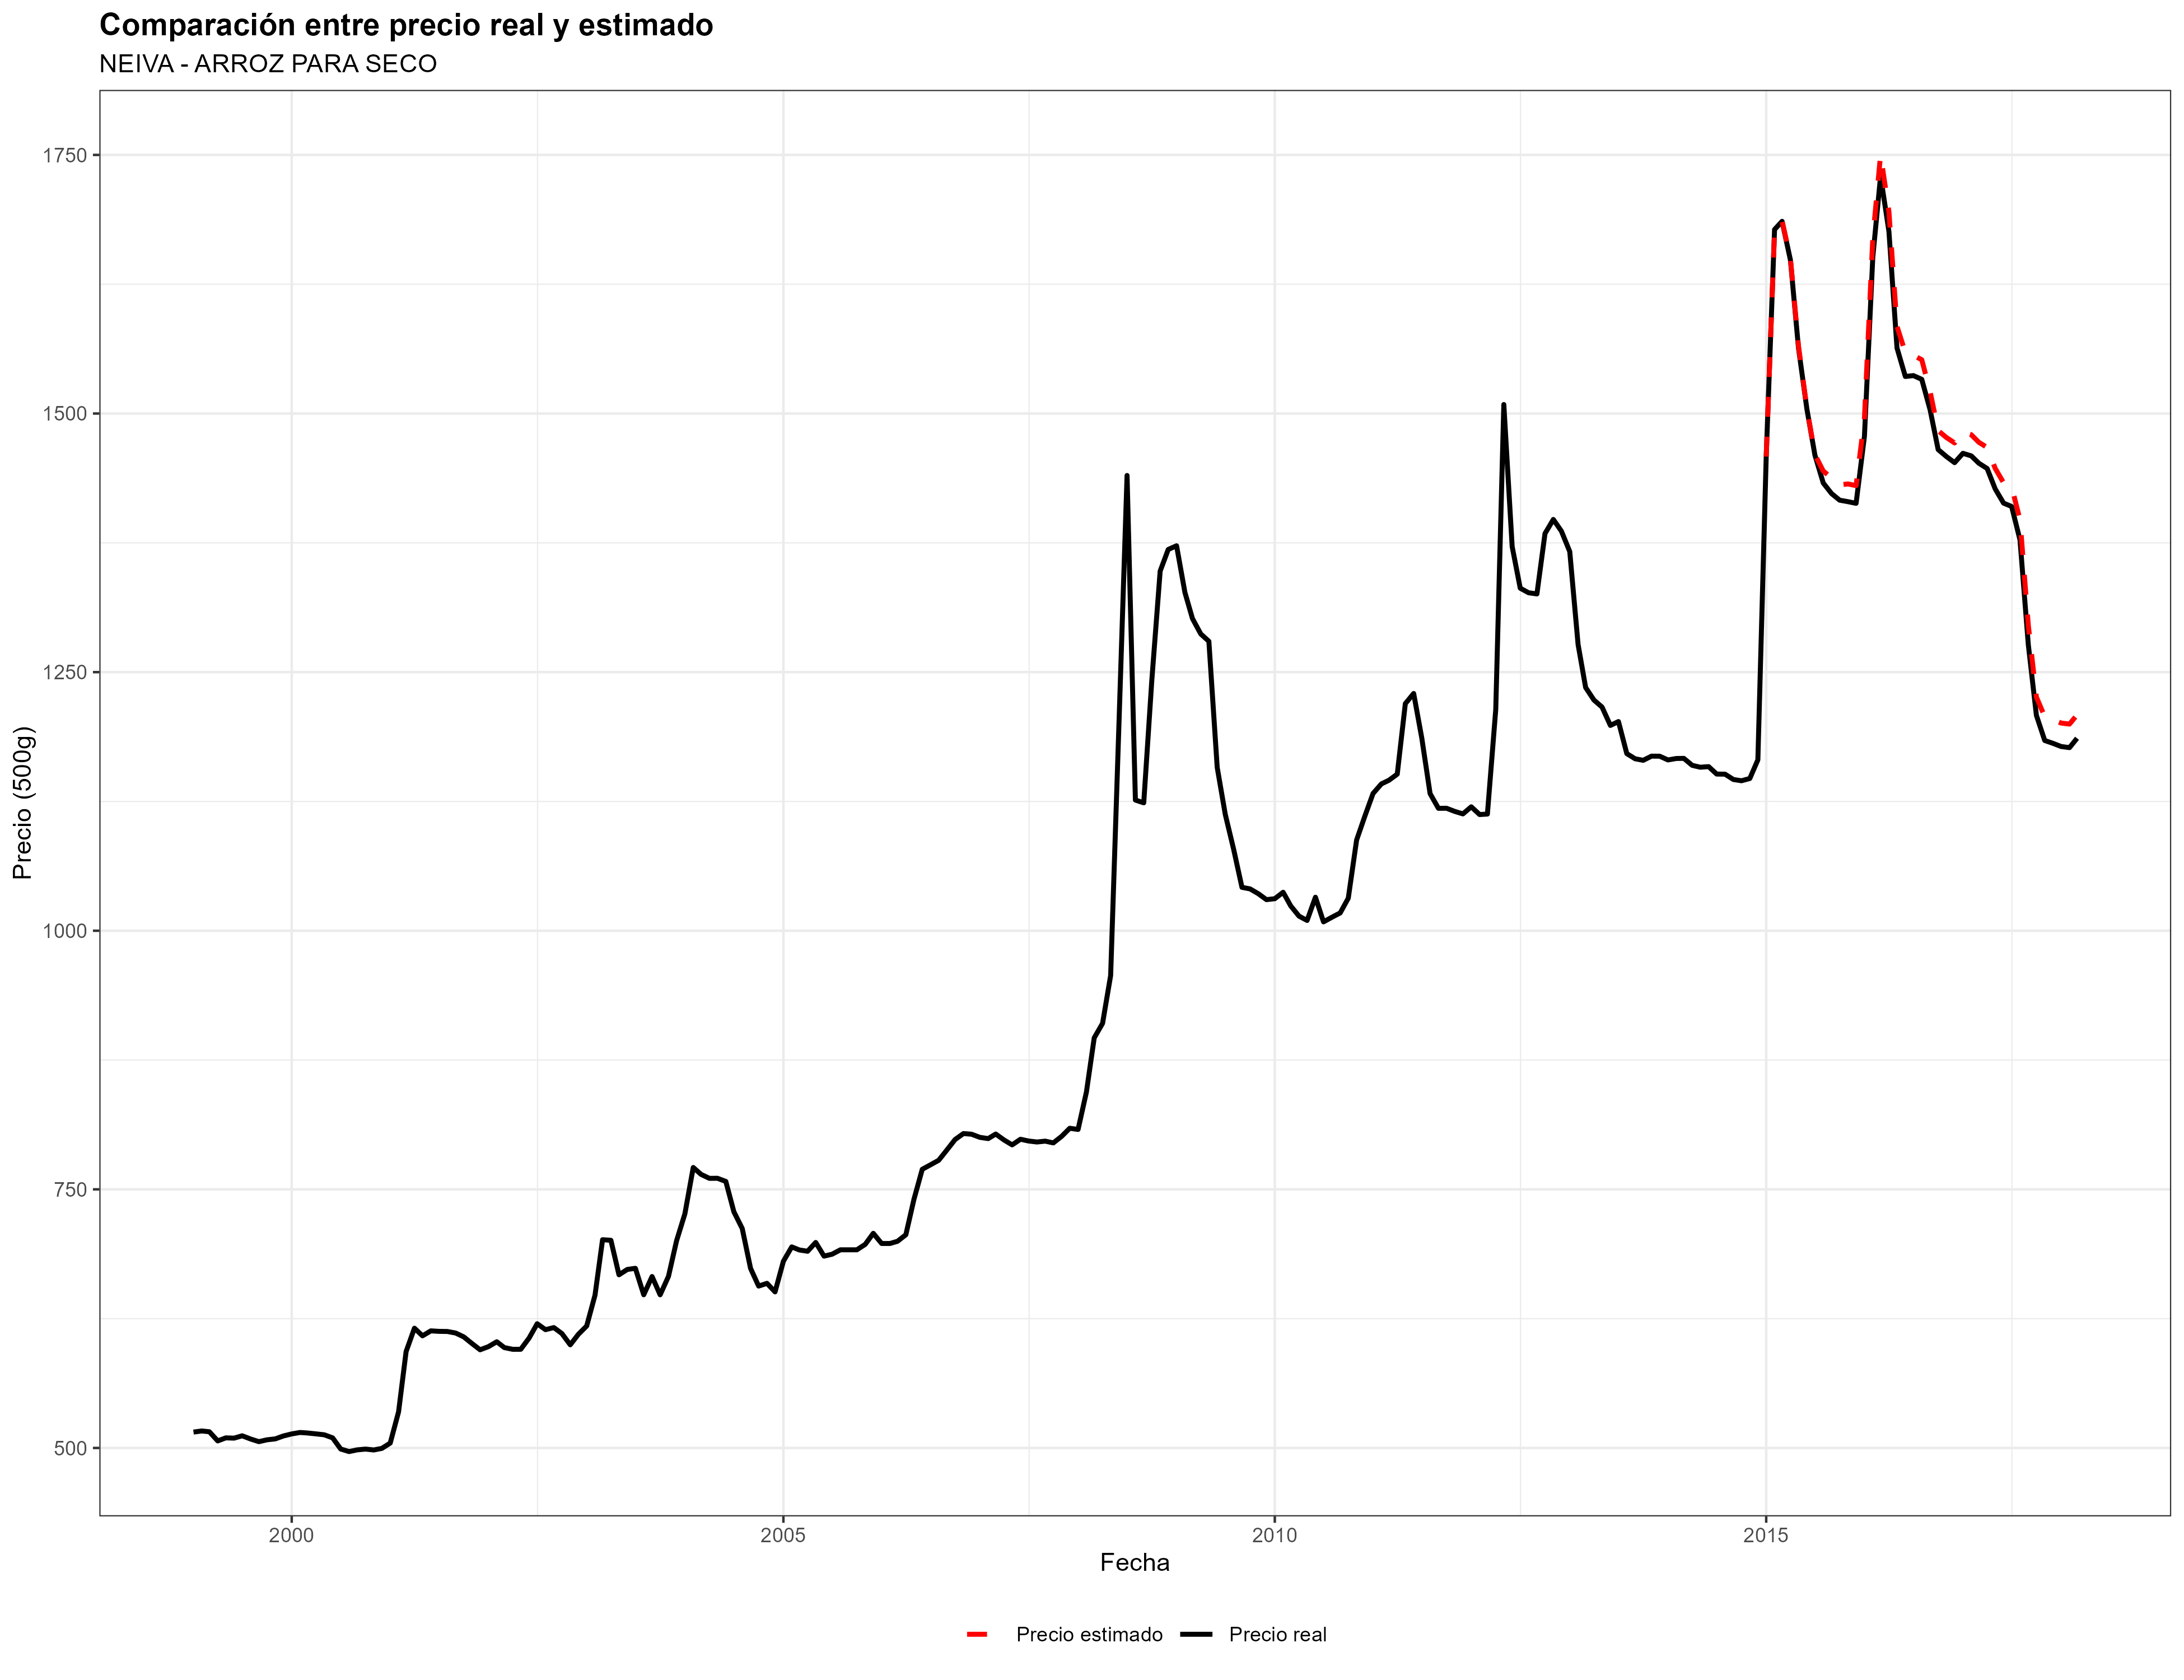 Comparación entre precio real y estimado
NEIVA - ARROZ PARA SECO
Precio (500g)
1750
1500
1250
1000
750
500
2000 2005 2010 2015
Fecha
Precio estimado Precio real